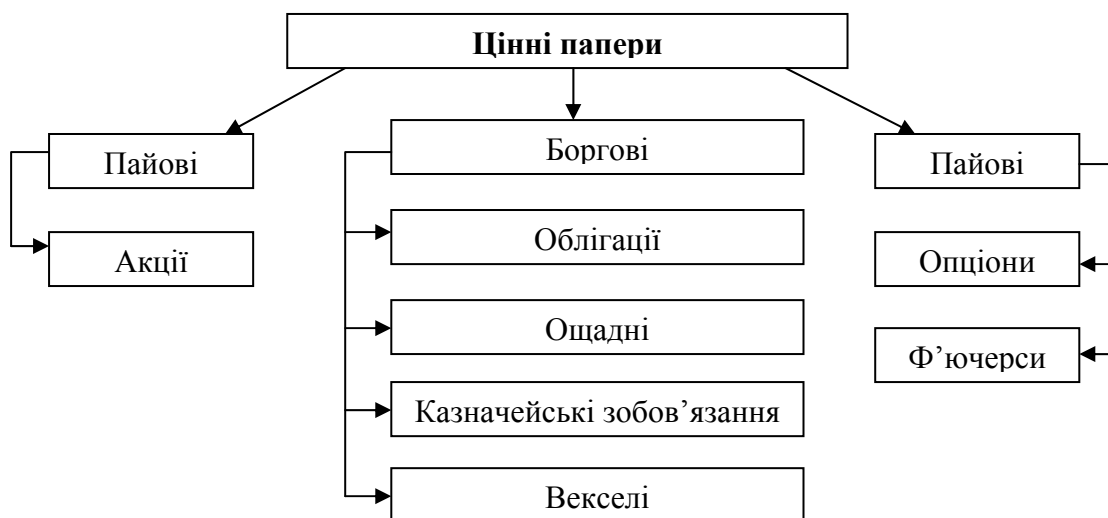 Цінні папери
Пайові
Боргові
Пайові
Акції
Облігації
Опціони
Ощадні
Ф’ючерси
Казначейські зобов’язання
Векселі